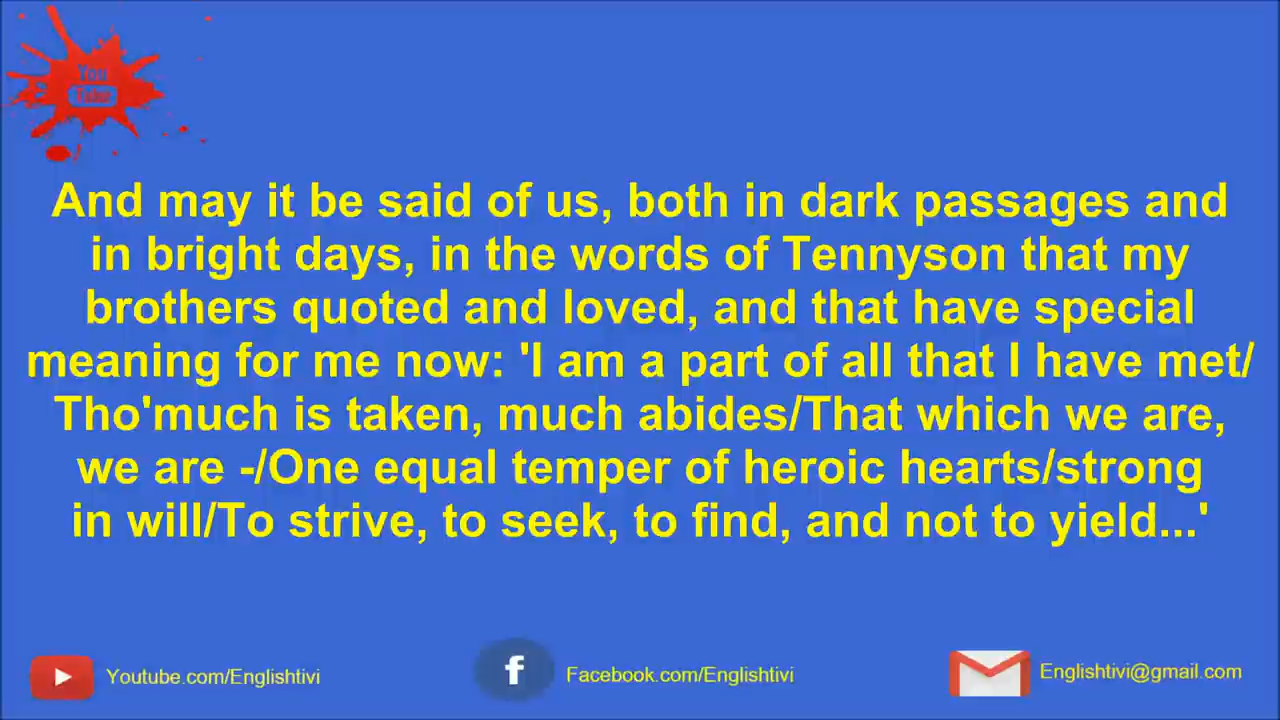 You
Tube
And may it be said of us, both in dark passages and
in bright days, in the words of Tennyson that my
brothers quoted and loved, and that have special
meaning for me now: 'I am a part of all that I have met/
Tho'much is taken, much abides/That which we are,
we are -/One equal temper of heroic hearts/strong
in will/To strive, to seek, to find, and not to yield...'
Youtube.com/Englishtivi
f
Facebook.com/Englishtivi
Englishtivi@gmail.com